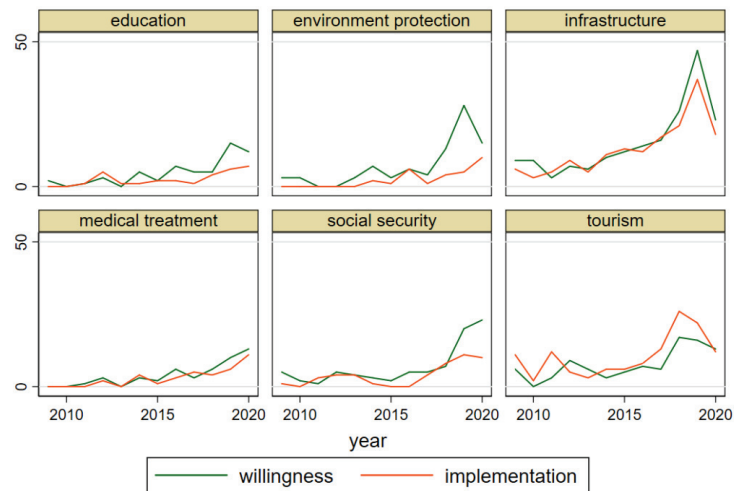 education
environment protection
infrastructure
50
0
medical treatment
social security
tourism
50
0
2010 2015 2020 2010 2015 2020 2010 2015 2020
year
willingness implementation